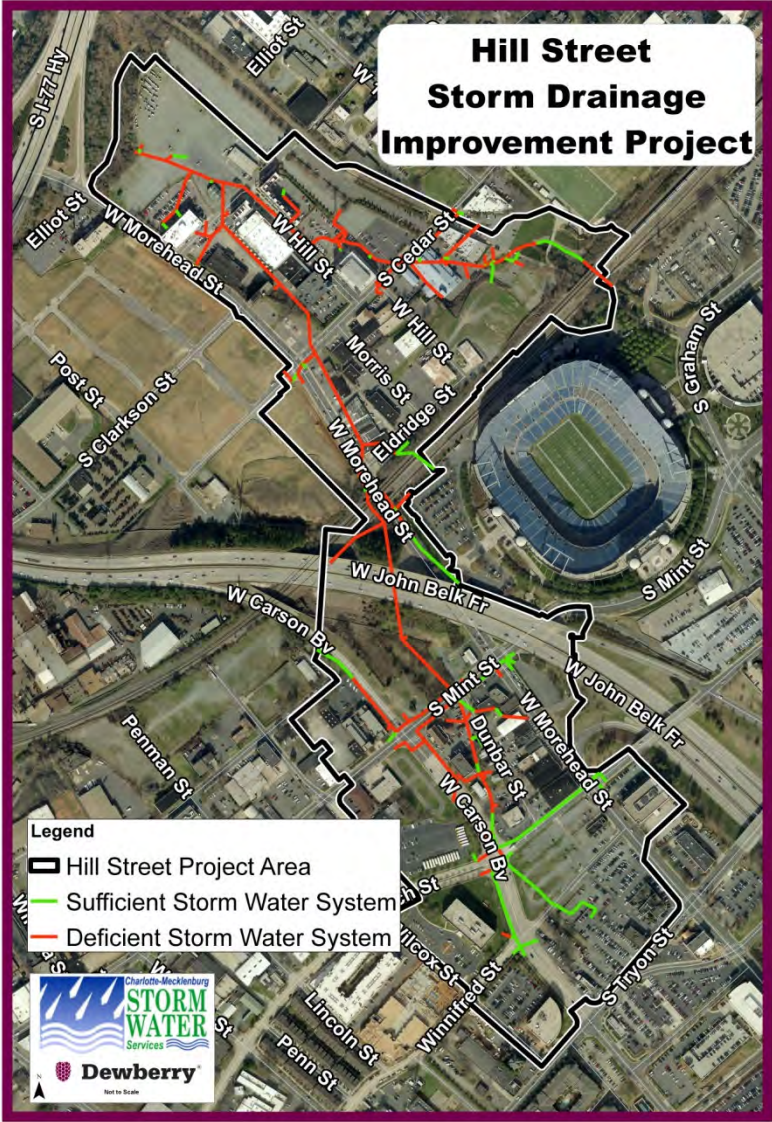 Hill Street
Storm Drainage
Improvement Project
Elliot St
S I-77 Hy
Elliot St
W Morehead St
W Hill St
S Cedar St
W Hill St
Morris St
Eldridge St
Post St
S Clarkson St
S Graham St
W Morehead St
S Mint St
W John Belk Fr
W Carson Bv
S Mint St
W John Belk Fr
W Morehead St
Dunbar St
Penman St
W Carson Bv
Legend
Hill Street Project Area
Sufficient Storm Water System
Deficient Storm Water System
Winnifred St
S Tryon St
Lincoln St
Penn St
Charlotte-Mecklenburg
STORM
WATER
Services
Dewberry
Not to Scale
N